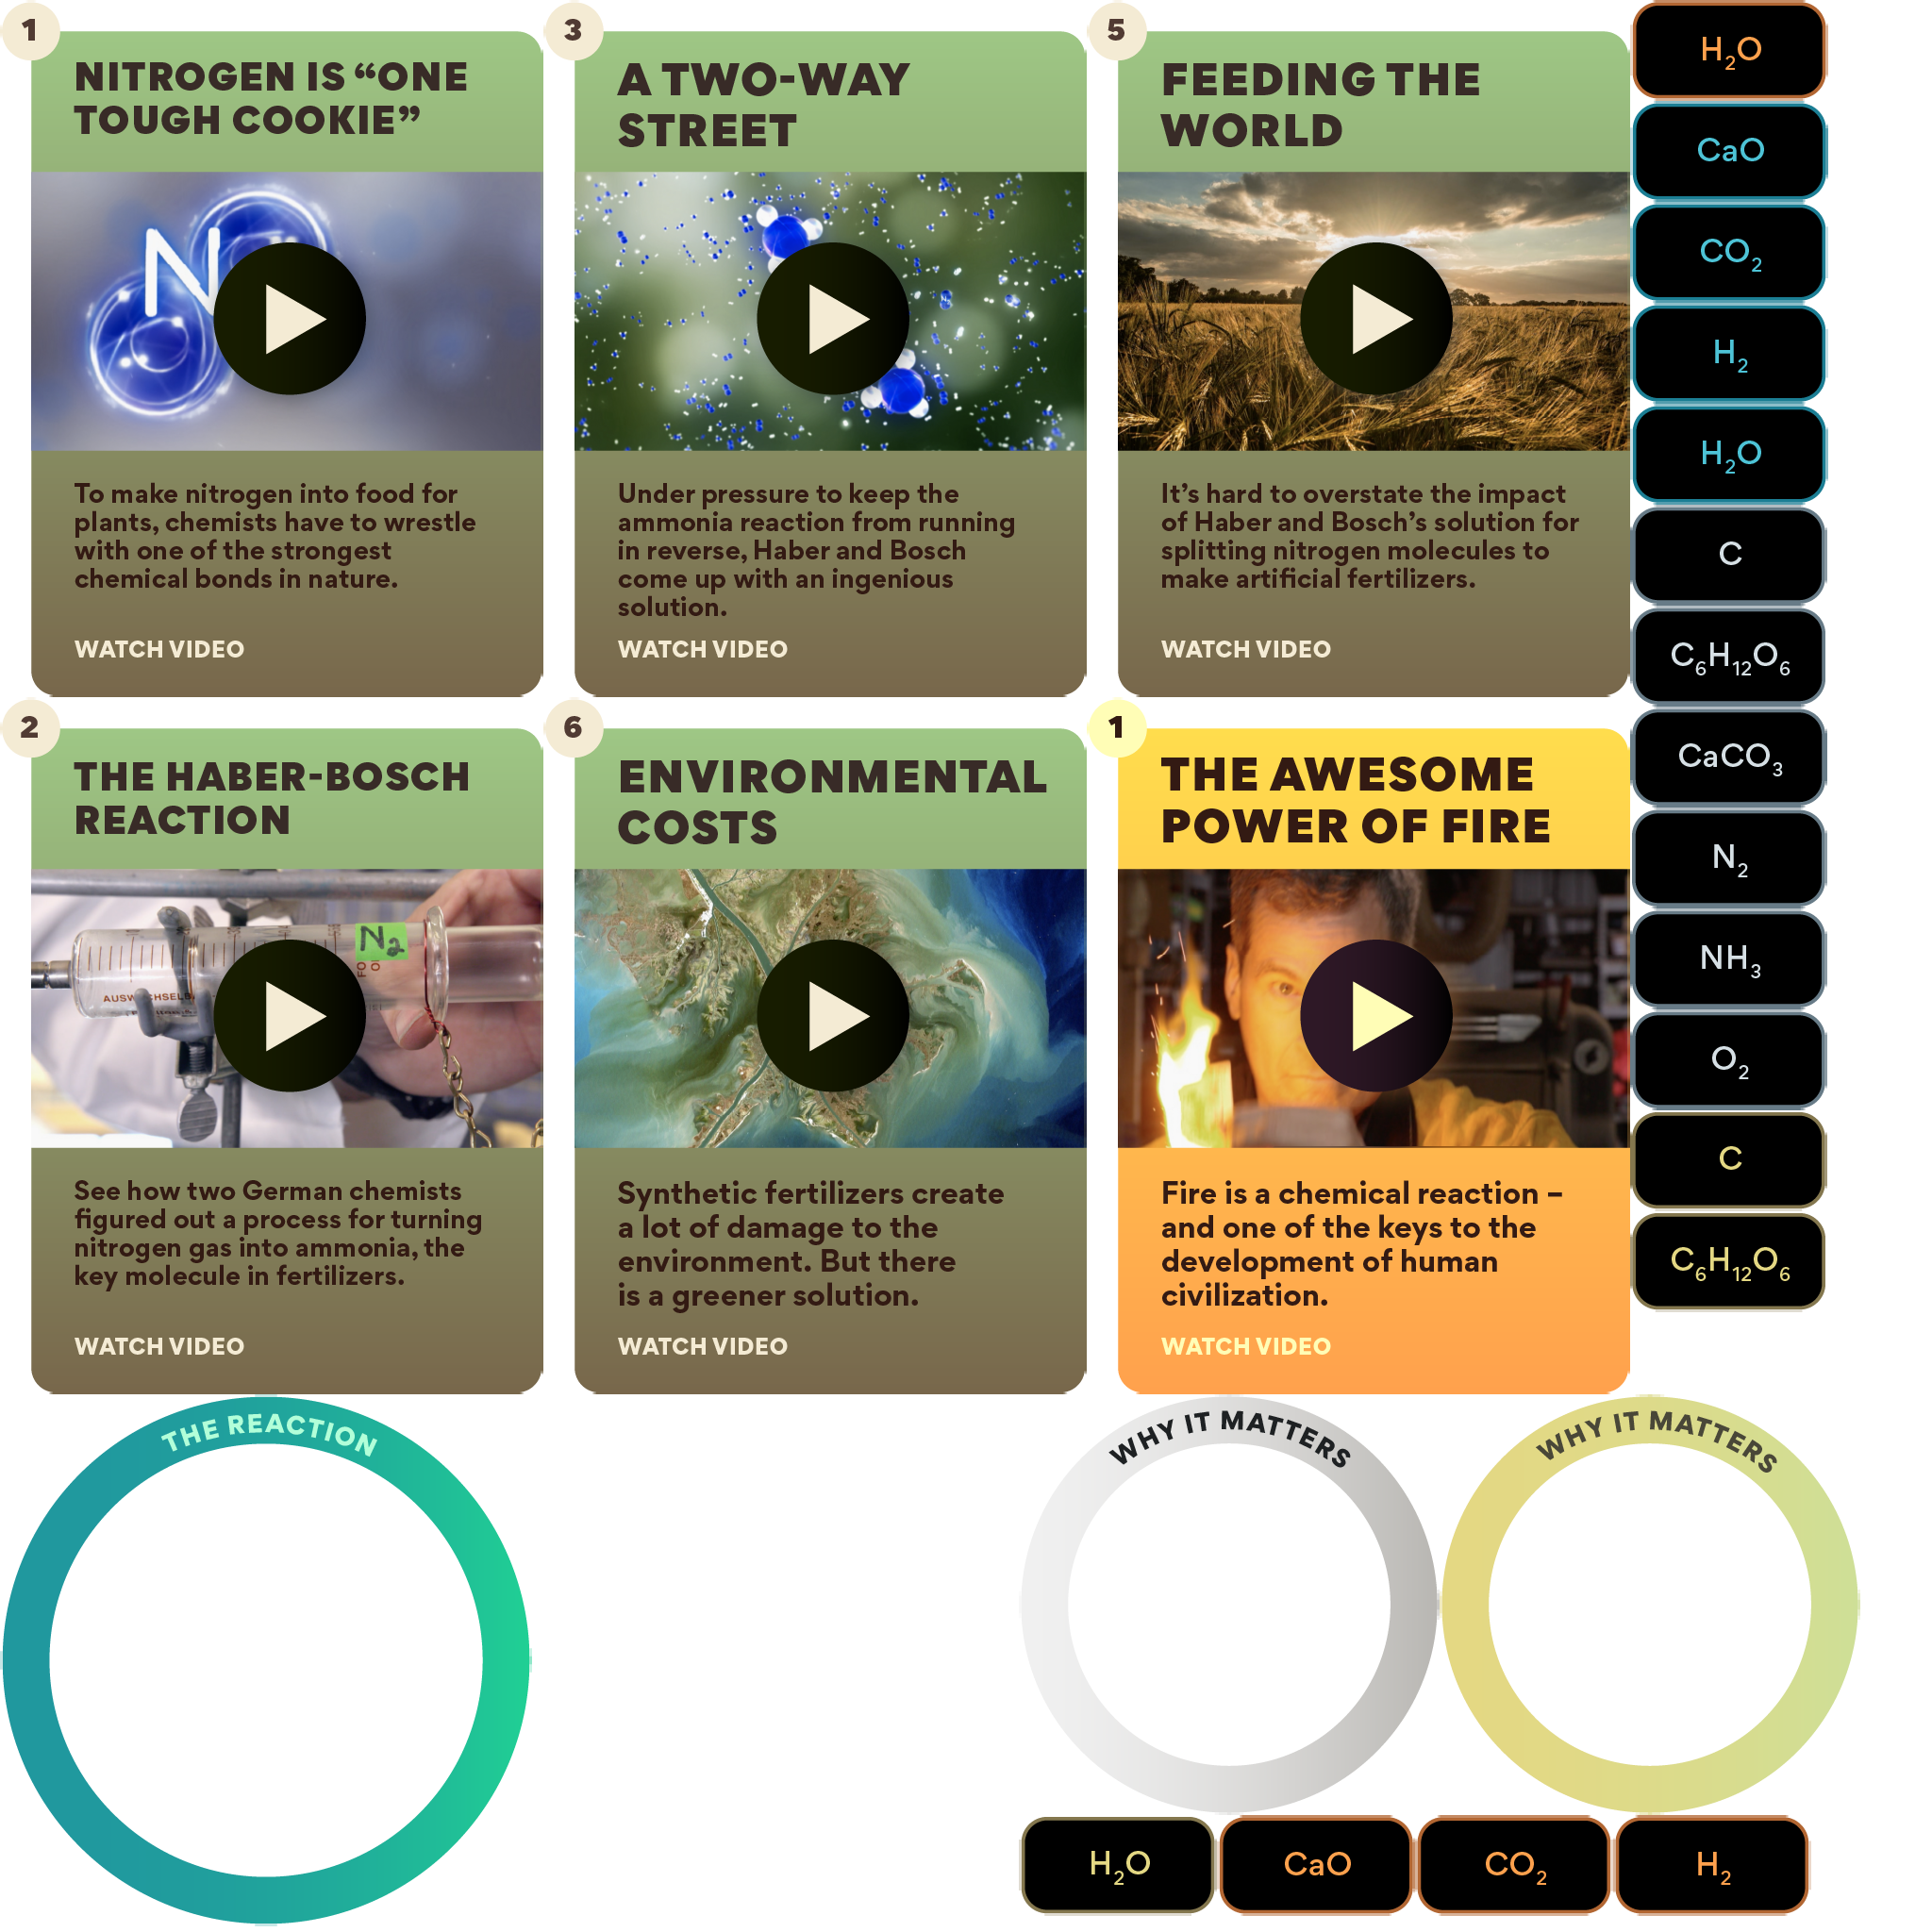 1
NITROGEN IS “ONE
TOUGH COOKIE”
N
To make nitrogen into food for
plants, chemists have to wrestle
with one of the strongest
chemical bonds in nature.
WATCH VIDEO
3
A TWO-WAY
STREET
Under pressure to keep the
ammonia reaction from running
in reverse, Haber and Bosch
come up with an ingenious
solution.
WATCH VIDEO
5
FEEDING THE
WORLD
It’s hard to overstate the impact
of Haber and Bosch’s solution for
splitting nitrogen molecules to
make artificial fertilizers.
WATCH VIDEO
H₂O
CaO
CO₂
H₂
H₂O
C
C₆H₁₂O₆
CaCO₃
N₂
NH₃
O₂
C
C₆H₁₂O₆
2
THE HABER-BOSCH
REACTION
N₂
See how two German chemists
figured out a process for turning
nitrogen gas into ammonia, the
key molecule in fertilizers.
WATCH VIDEO
6
ENVIRONMENTAL
COSTS
Synthetic fertilizers create
a lot of damage to the
environment. But there
is a greener solution.
WATCH VIDEO
1
THE AWESOME
POWER OF FIRE
Fire is a chemical reaction –
and one of the keys to the
development of human
civilization.
WATCH VIDEO
THE REACTION
WHY IT MATTERS
WHY IT MATTERS
H₂O
CaO
CO₂
H₂